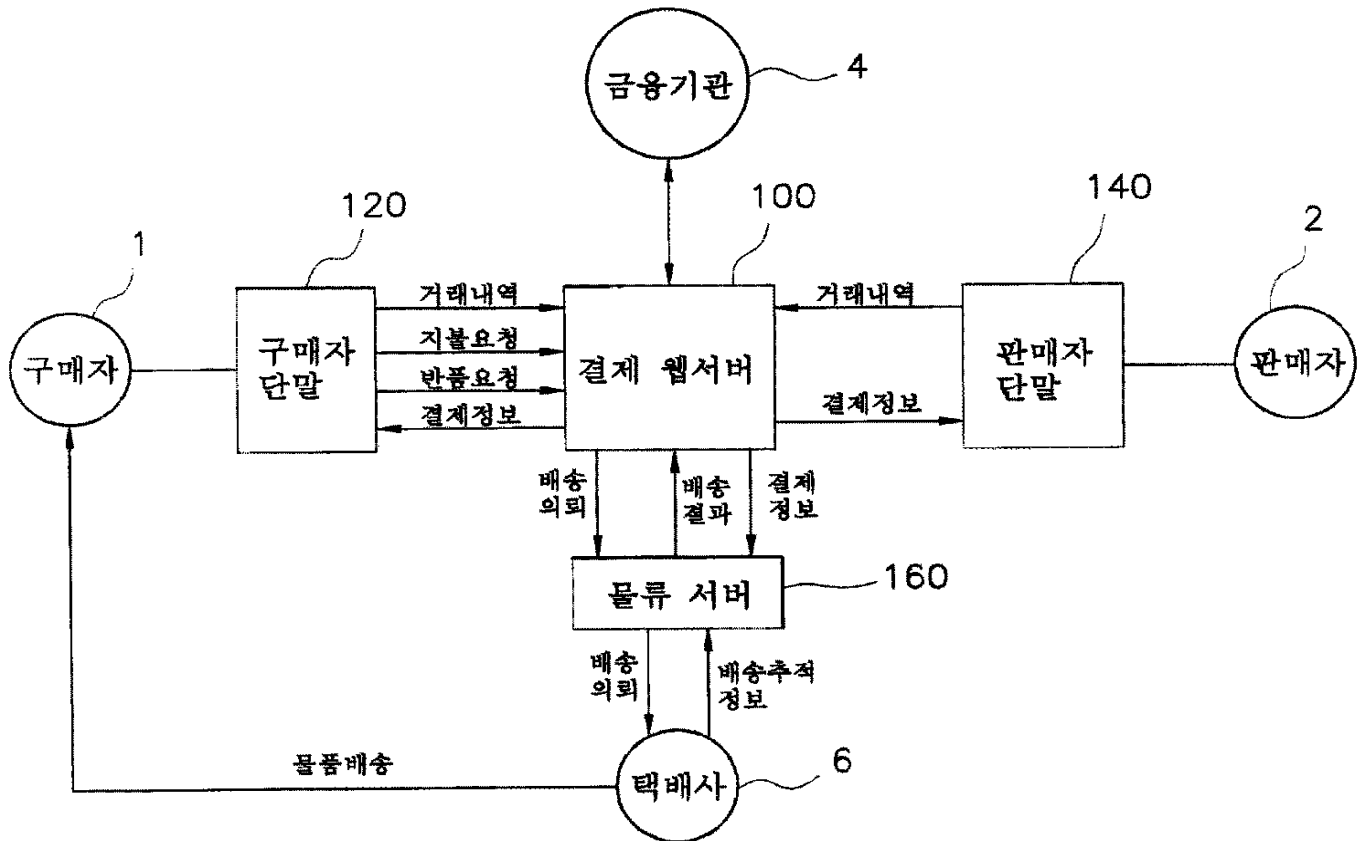 금융기관
4
120
100
140
1
2
거래내역
거래내역
구매자
구매자
단말
지불요청
결제 웹서버
판매자
단말
판매자
반품요청
결제정보
결제정보
배송
의뢰
배송
결과
결제
정보
물류 서버
160
배송
의뢰
배송추적
정보
물품배송
택배사
6